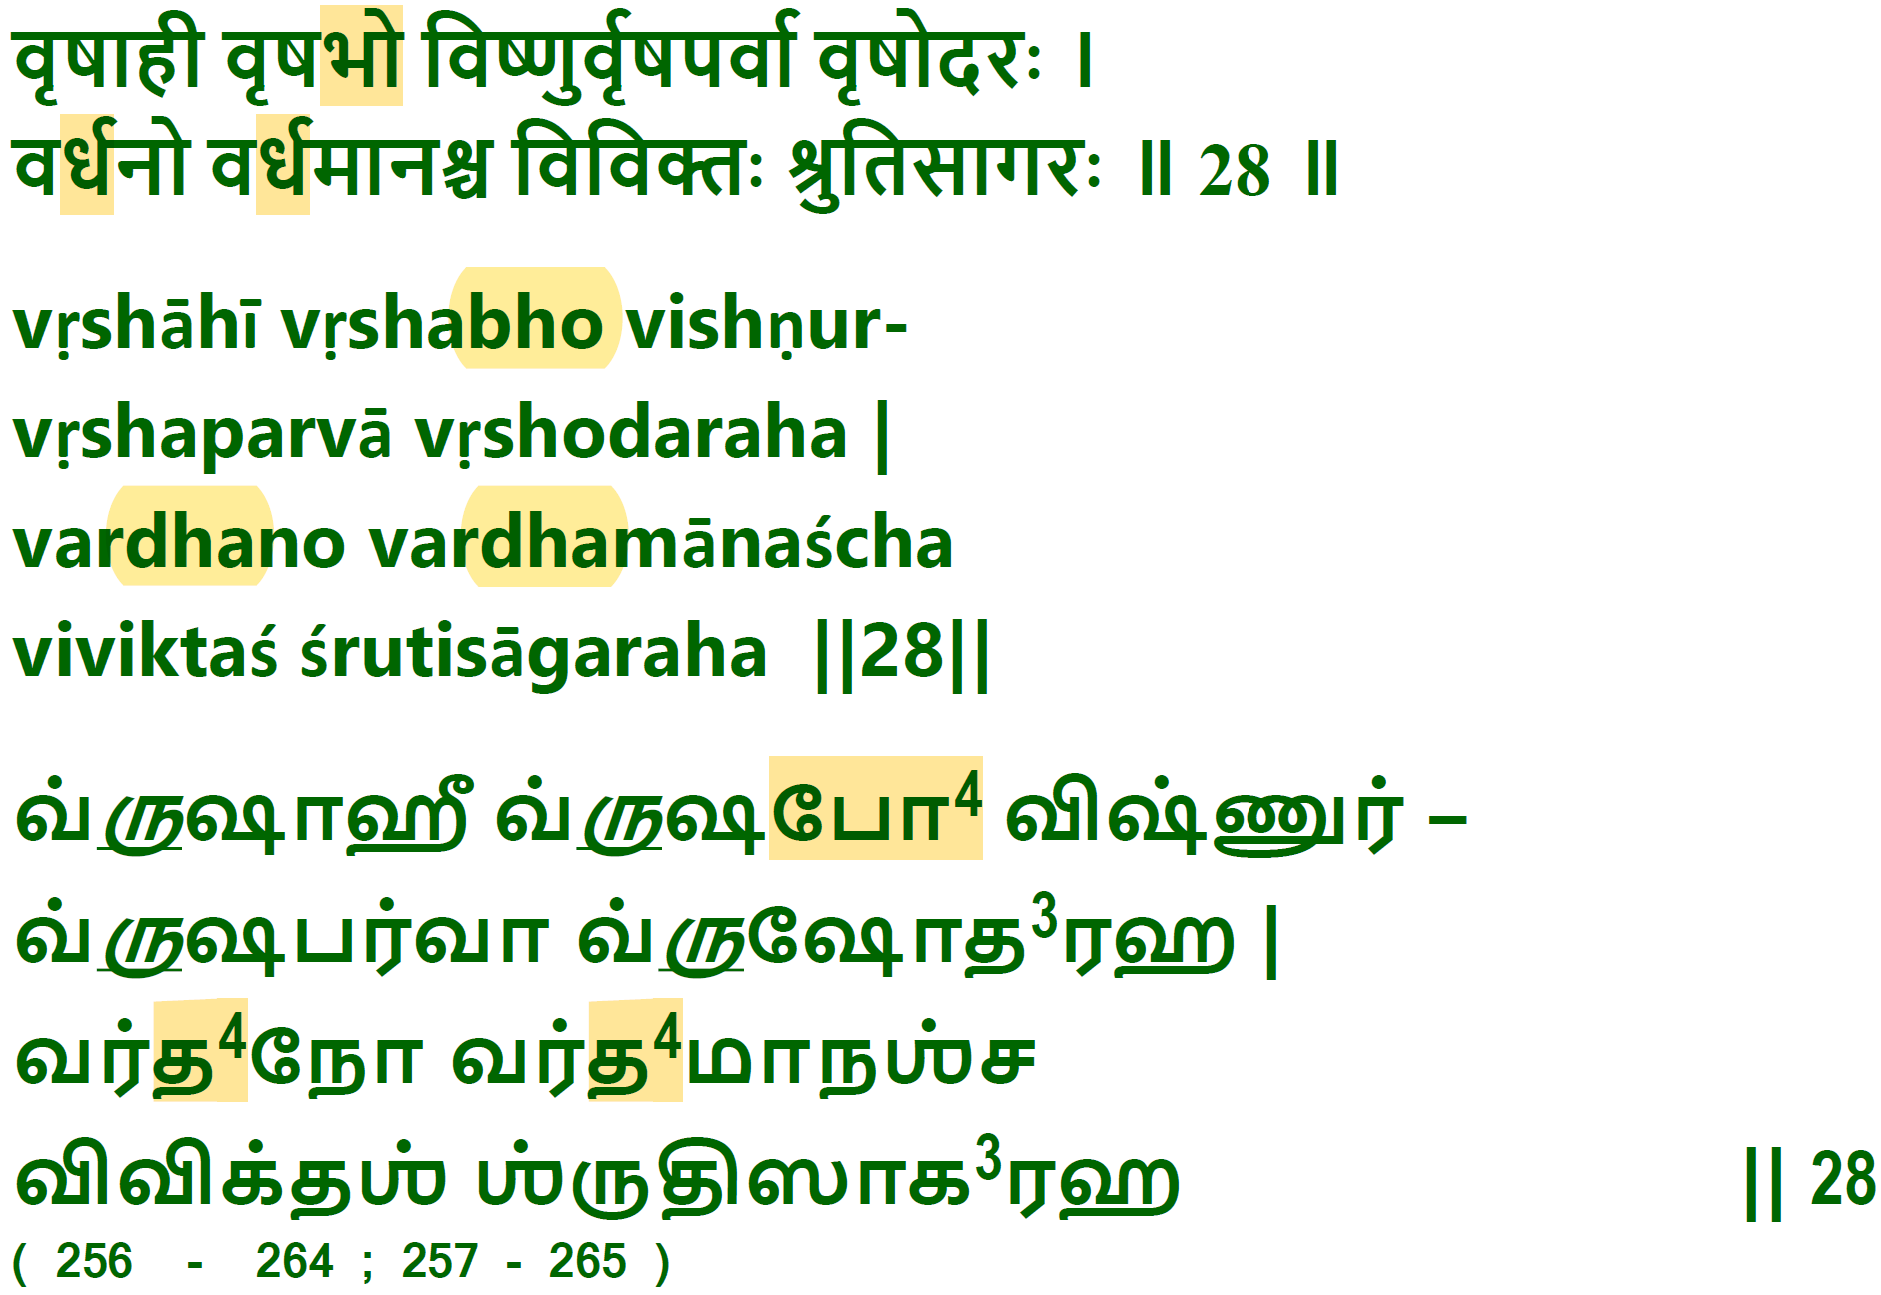 वृषाही वृषभो विष्णुर्वृषपर्वा वृषोदरः ।
वर्धनो वर्धमानश्च विविक्तः श्रुतिसागरः ॥ 28 ॥
vṛshāhī vṛshabho vishṇur-
vṛshaparvā vṛshodaraha |
vardhano vardhamānaścha
viviktaś śrutisāgaraha ||28||
வ்ருஷாஹீ வ்ருஷபோ⁴ விஷ்ணுர் –
வ்ருஷபர்வா வ்ருஷோத³ரஹ |
வர்த⁴நோ வர்த⁴மாநஶ்ச
விவிக்தஶ் ஶ்ருதிஸாக³ரஹ || 28
( 256 - 264 ; 257 - 265 )